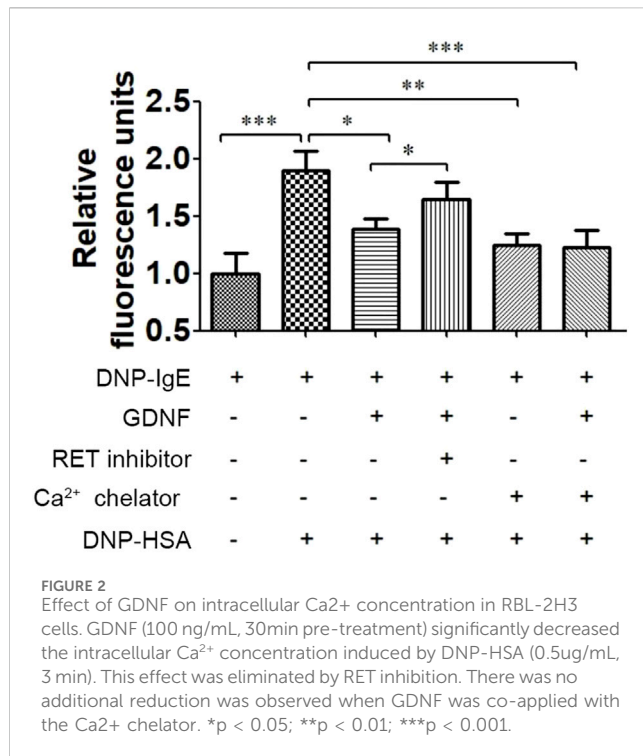 ***
**
*** *
*
Relative
fluorescence units
2.5
2.0
1.5
1.0
0.5
DNP-IgE + + + + + +
GDNF - - + + - +
RET inhibitor - - - + - -
Ca²⁺ chelator - - - - + +
DNP-HSA - + + + + +
FIGURE 2
Effect of GDNF on intracellular Ca2+ concentration in RBL-2H3
cells. GDNF (100 ng/mL, 30min pre-treatment) significantly decreased
the intracellular Ca²⁺ concentration induced by DNP-HSA (0.5ug/mL,
3 min). This effect was eliminated by RET inhibition. There was no
additional reduction was observed when GDNF was co-applied with
the Ca2+ chelator. *p < 0.05; **p < 0.01; ***p < 0.001.